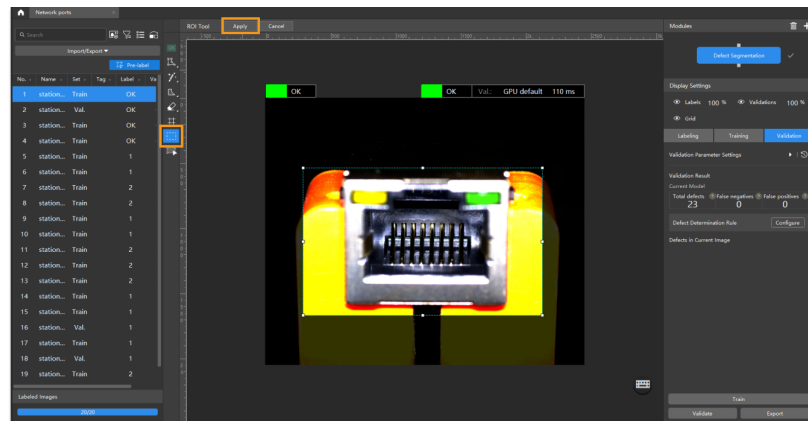 Network ports ×
Search
Import/Export
Pre-label
No. Name Set Tag Label Va
1 station... Train OK
2 station... Val. OK
3 station... Train OK
4 station... Train OK
5 station... Train 1
6 station... Train 1
7 station... Train 2
8 station... Train 2
9 station... Train 1
10 station... Train 1
11 station... Train 2
12 station... Train 2
13 station... Train 2
14 station... Train 1
15 station... Train 1
16 station... Val. 1
17 station... Train 1
18 station... Val. 1
19 station... Train 2
Labeled Images
20/20
ROI Tool Apply Cancel
OK
OK Val.: GPU default 110 ms
Modules
Defect Segmentation
Display Settings
Labels 100 % Validations 100 %
Grid
Labeling Training Validation
Validation Parameter Settings
Validation Result
Current Model
Total defects False negatives False positives
23 0 0
Defect Determination Rule Configure
Defects in Current Image
Train
Validate Export